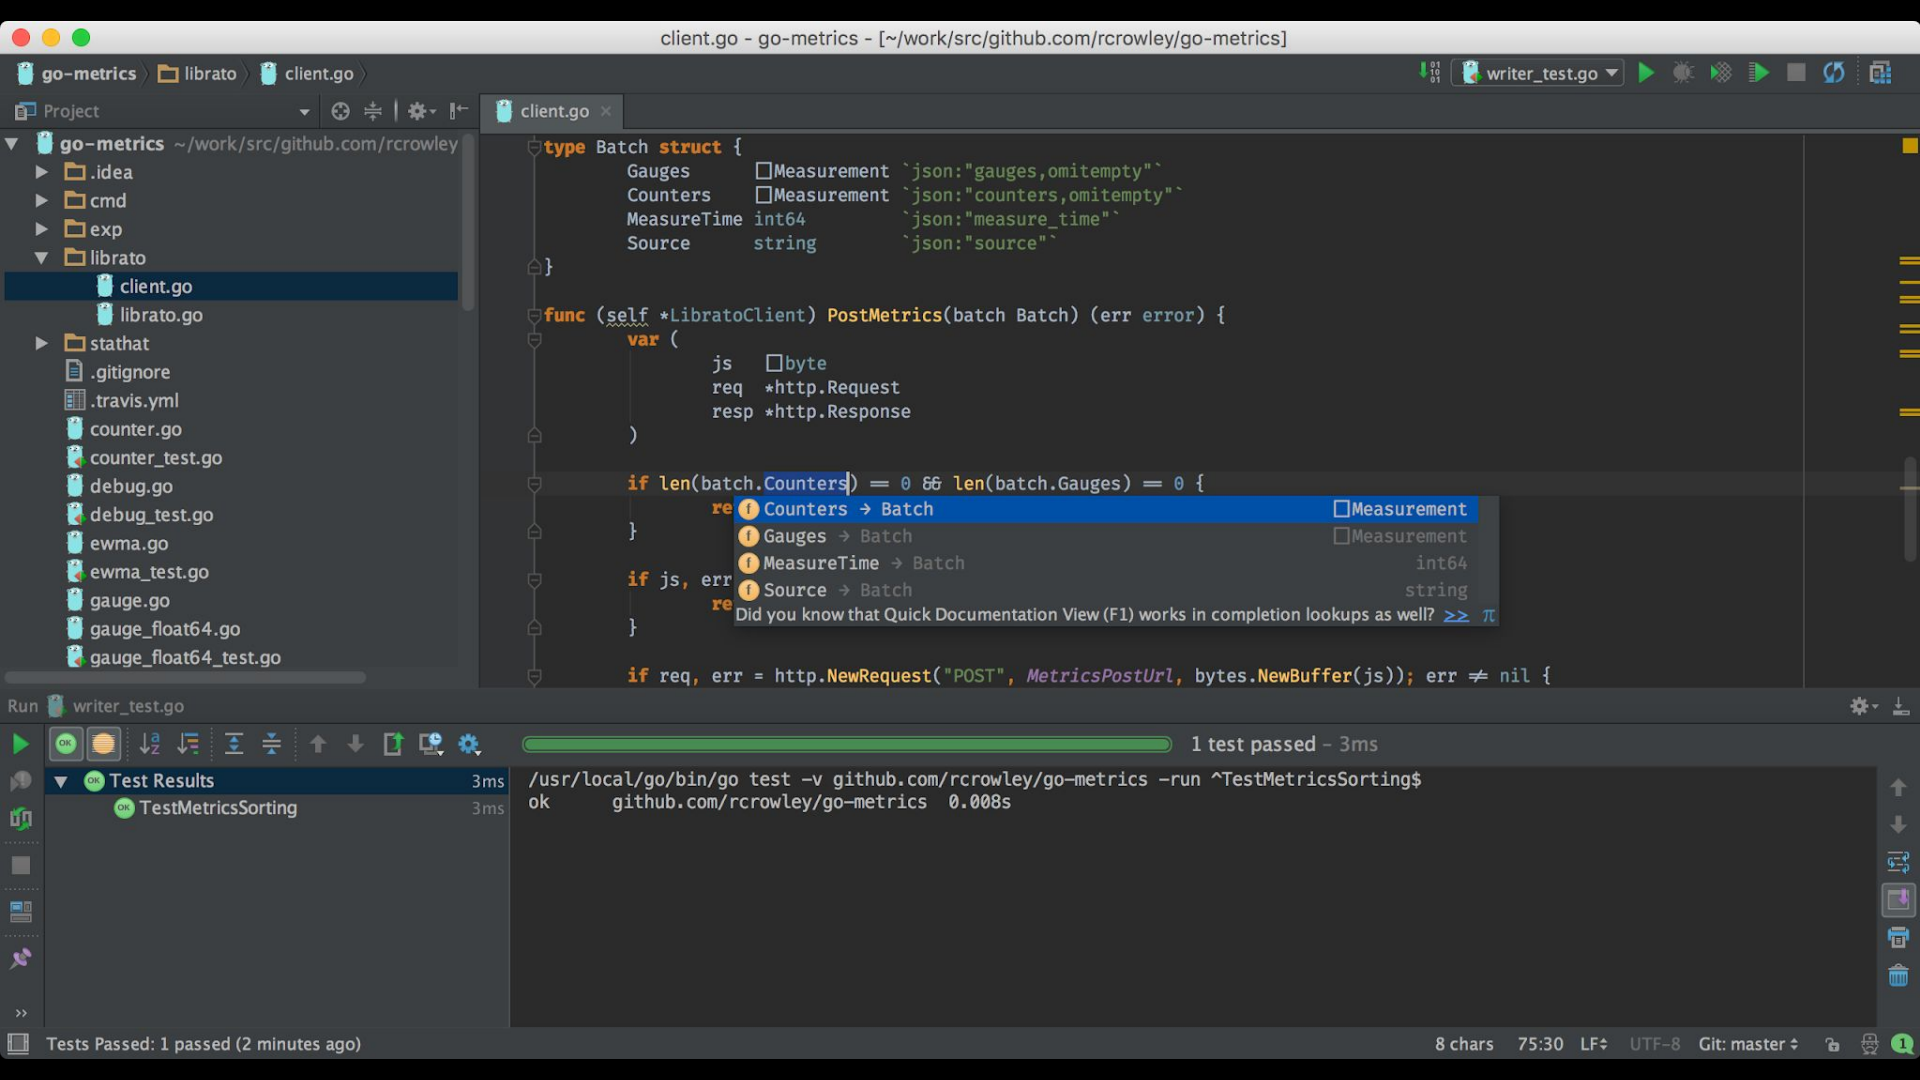 client.go - go-metrics - [~/work/src/github.com/rcrowley/go-metrics]
go-metrics librato client.go
writer_test.go
Project
client.go
go-metrics ~/work/src/github.com/rcrowley
.idea
cmd
exp
librato
client.go
librato.go
stathat
.gitignore
.travis.yml
counter.go
counter_test.go
debug.go
debug_test.go
ewma.go
ewma_test.go
gauge.go
gauge_float64.go
gauge_float64_test.go
type Batch struct {
Gauges []Measurement `json:"gauges,omitempty"`
Counters []Measurement `json:"counters,omitempty"`
MeasureTime int64 `json:"measure_time"`
Source string `json:"source"`
}
func (self *LibratoClient) PostMetrics(batch Batch) (err error) {
var (
js []byte
req *http.Request
resp *http.Response
)
if len(batch.Counters) == 0 && len(batch.Gauges) == 0 {
re
}
if js, err
re
}
if req, err = http.NewRequest("POST", MetricsPostUrl, bytes.NewBuffer(js)); err ≠ nil {
Counters → Batch []Measurement
Gauges → Batch []Measurement
MeasureTime → Batch int64
Source → Batch string
Did you know that Quick Documentation View (F1) works in completion lookups as well? >> π
Run writer_test.go
1 test passed – 3ms
Test Results 3ms
TestMetricsSorting 3ms
/usr/local/go/bin/go test -v github.com/rcrowley/go-metrics -run ^TestMetricsSorting$
ok github.com/rcrowley/go-metrics 0.008s
Tests Passed: 1 passed (2 minutes ago)
8 chars 75:30 LF UTF-8 Git: master 1